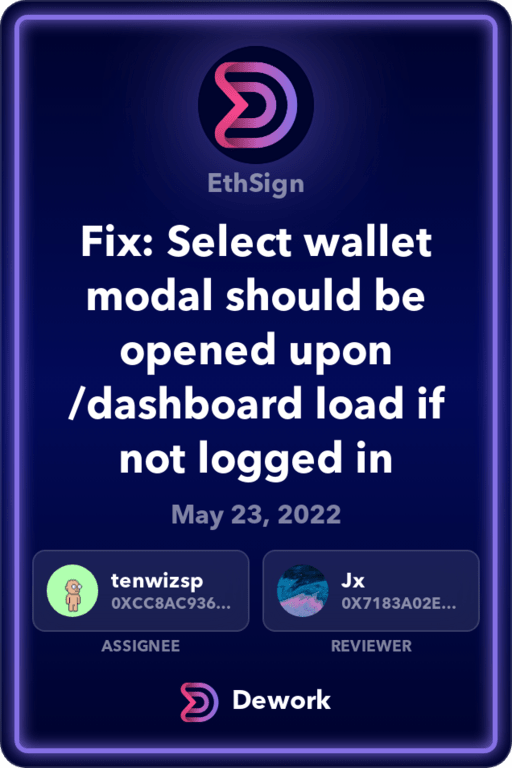 EthSign
Fix: Select wallet
modal should be
opened upon
/dashboard load if
not logged in
May 23, 2022
tenwizsp
0XCC8AC936...
Jx
0X7183A02E...
ASSIGNEE
REVIEWER
Dework